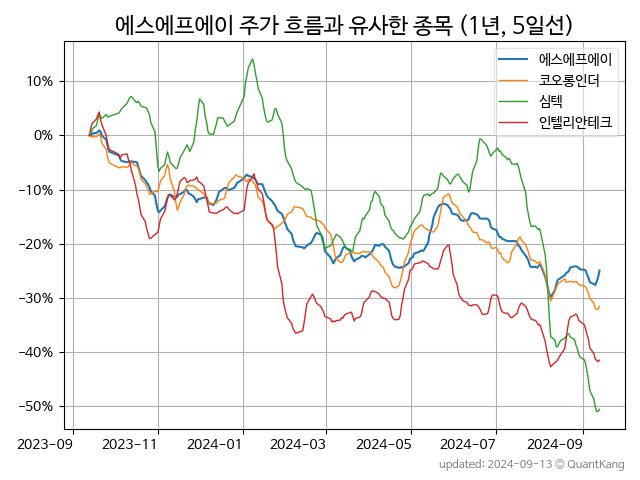 에스에프에이 주가 흐름과 유사한 종목 (1년, 5일선)
에스에프에이
코오롱인더
심텍
인텔리안테크
10%
0%
−10%
−20%
−30%
−40%
−50%
2023-09
2023-11
2024-01
2024-03
2024-05
2024-07
2024-09
updated: 2024-09-13 © QuantKang